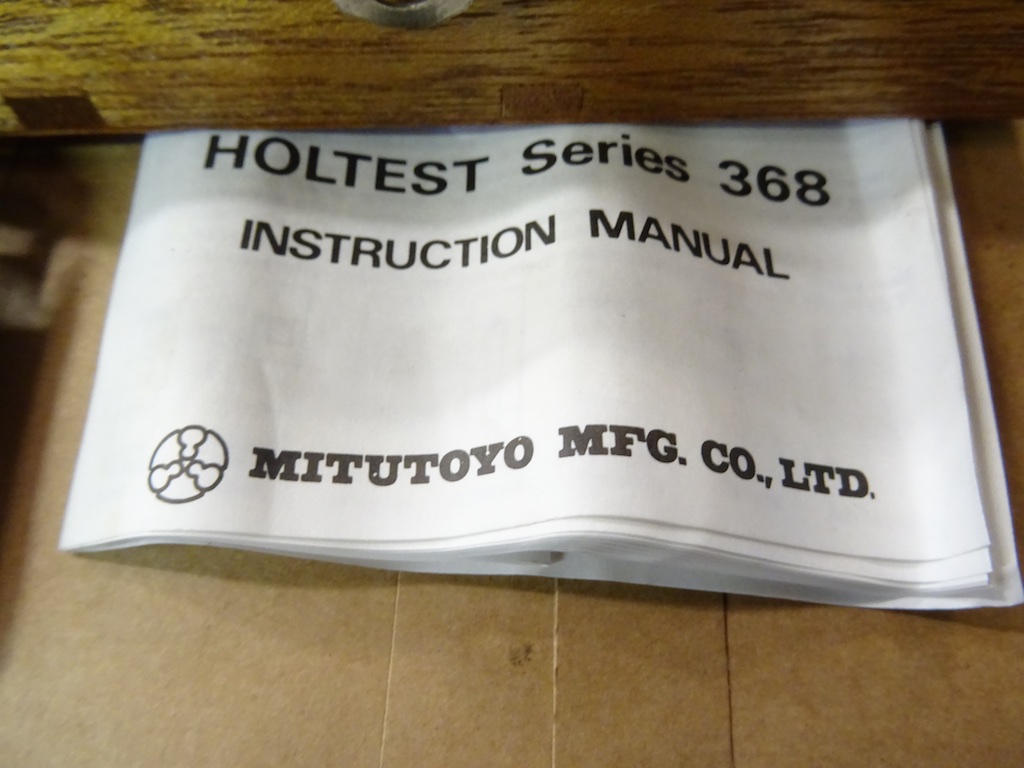 HOLTEST Series 368
INSTRUCTION MANUAL
MITUTOYO MFG. CO., LTD.